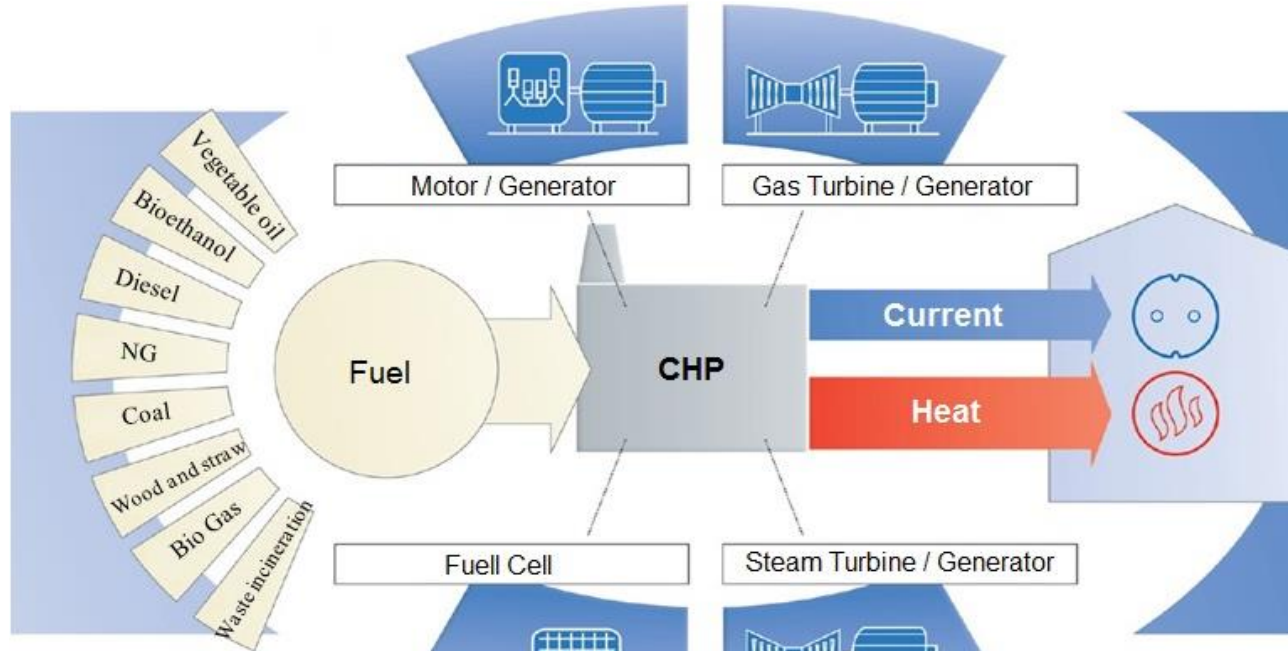 Motor / Generator
Gas Turbine / Generator
Vegetable oil
Bioethanol
Diesel
NG
Coal
Wood and straw
Bio Gas
Waste incineration
Fuel
CHP
Current
Heat
Fuell Cell
Steam Turbine / Generator